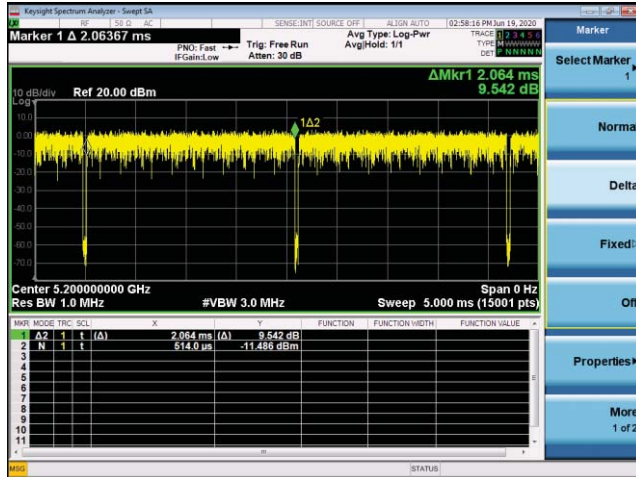 Keysight Spectrum Analyzer - Swept SA
RF 50 Ω AC SENSE:INT SOURCE OFF ALIGN AUTO 02:58:16 PM Jun 19, 2020
Marker 1 Δ 2.06367 ms
PNO: Fast
IFGain:Low
Trig: Free Run
Atten: 30 dB
Avg Type: Log-Pwr
Avg|Hold: 1/1
TRACE 1 2 3 4 5 6
TYPE M W W W W W
DET P N N N N N
Marker
Select Marker
1
Normal
Delta
Fixed
Off
Properties
More
1 of 2
ΔMkr1 2.064 ms
9.542 dB
10 dB/div Ref 20.00 dBm
Log
10.0
0.00
-10.0
-20.0
-30.0
-40.0
-50.0
-60.0
-70.0
1Δ2
Center 5.200000000 GHz Span 0 Hz
Res BW 1.0 MHz #VBW 3.0 MHz Sweep 5.000 ms (15001 pts)
MKR MODE TRC SCL X Y FUNCTION FUNCTION WIDTH FUNCTION VALUE
1 Δ2 1 t (Δ) 2.064 ms (Δ) 9.542 dB
2 N 1 t 514.0 µs -11.486 dBm
3
4
5
6
7
8
9
10
11
MSG STATUS